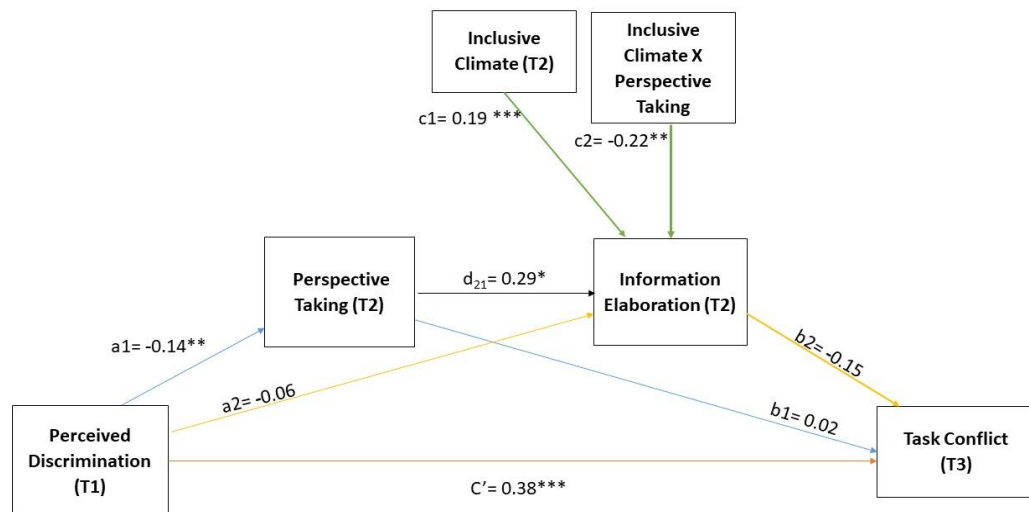 Inclusive
Climate (T2)
Inclusive
Climate X
Perspective
Taking
c1= 0.19 ***
c2= -0.22**
Perspective
Taking (T2)
d21= 0.29*
Information
Elaboration (T2)
a1= -0.14**
a2= -0.06
b2= -0.15
b1= 0.02
Perceived
Discrimination
(T1)
Task Conflict
(T3)
C’= 0.38***